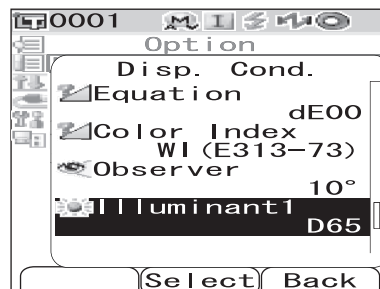 0001 M I
Option
Disp. Cond.
Equation
dE00
Color Index
WI(E313-73)
Observer
10°
Illuminant1
D65
Select Back